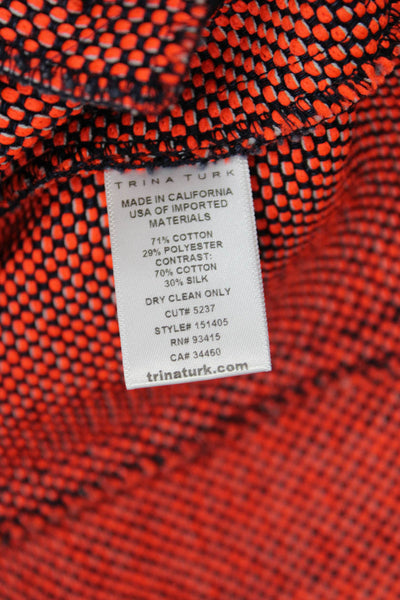 TRINA TURK
MADE IN CALIFORNIA
USA OF IMPORTED
MATERIALS
71% COTTON
29% POLYESTER
CONTRAST:
70% COTTON
30% SILK
DRY CLEAN ONLY
CUT# 5237
STYLE# 151405
RN# 93415
CA# 34460
trinaturk.com